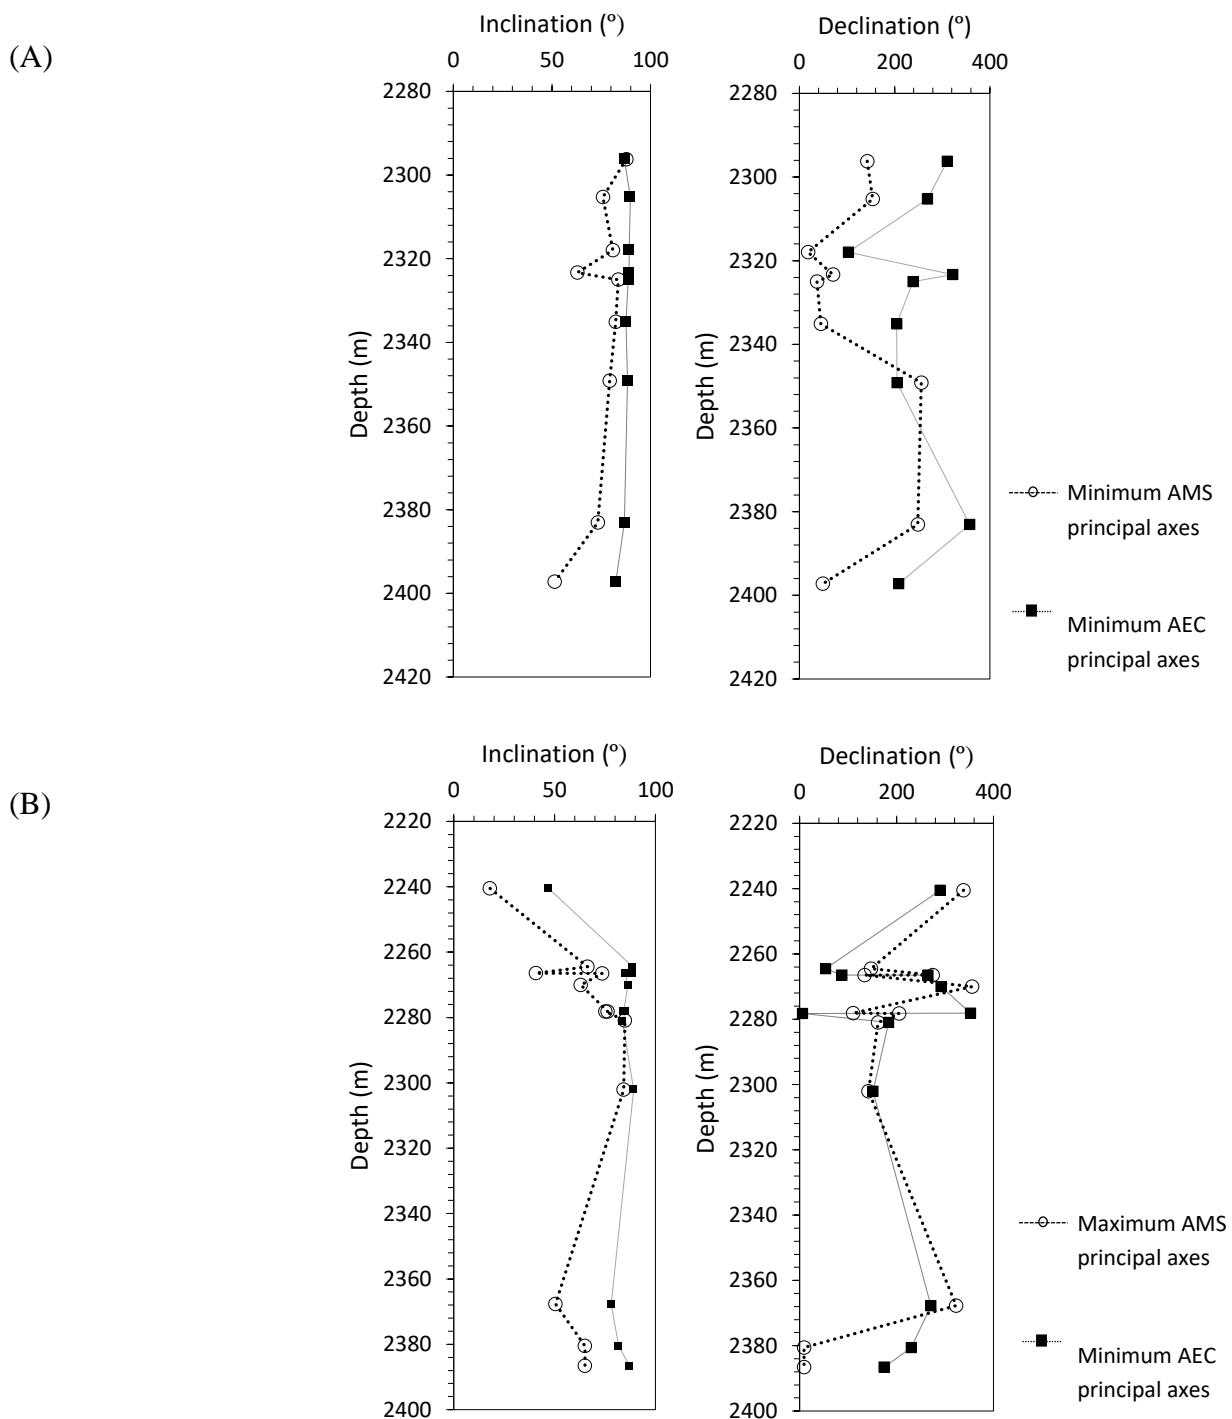 (A)
Inclination (°)
0 50 100
2280
2300
2320
2340
2360
2380
2400
2420
Depth (m)
Declination (°)
0 200 400
2280
2300
2320
2340
2360
2380
2400
2420
Depth (m)
Minimum AMS
principal axes
Minimum AEC
principal axes
(B)
Inclination (°)
0 50 100
2220
2240
2260
2280
2300
2320
2340
2360
2380
2400
Depth (m)
Declination (°)
0 200 400
2220
2240
2260
2280
2300
2320
2340
2360
2380
2400
Depth (m)
Maximum AMS
principal axes
Minimum AEC
principal axes